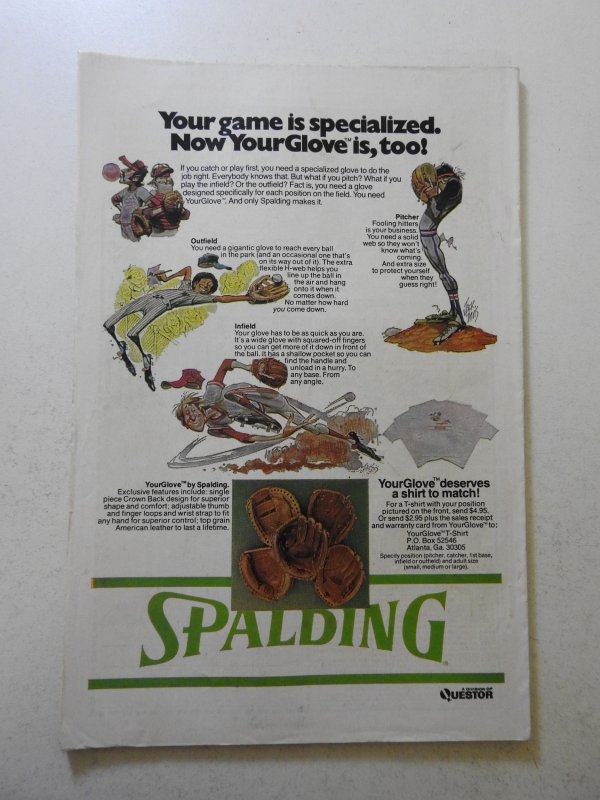 Your game is specialized.
Now YourGlove™ is, too!
If you catch or play first, you need a specialized glove to do the
job right. Everybody knows that. But what if you pitch? What if you
play the infield? Or the outfield? Fact is, you need a glove
designed specifically for each position on the field. You need
YourGlove™. And only Spalding makes it.
Pitcher
Fooling hitters
is your business.
You need a solid
web so they won't
know what's
coming.
And extra size
to protect yourself
when they
guess right!
Outfield
You need a gigantic glove to reach every ball
in the park (and an occasional one that's
on its way out of it). The extra
flexible H-web helps you
line up the ball in
the air and hang
onto it when it
comes down.
No matter how hard
you come down.
Infield
Your glove has to be as quick as you are.
It's a wide glove with squared-off fingers
so you can get more of it down in front of
the ball. It has a shallow pocket so you can
find the handle and
unload in a hurry. To
any base. From
any angle.
YourGlove™ by Spalding.
Exclusive features include: single
piece Crown Back design for superior
shape and comfort; adjustable thumb
and finger loops and wrist strap to fit
any hand for superior control; top grain
American leather to last a lifetime.
YourGlove™ deserves
a shirt to match!
For a T-shirt with your position
pictured on the front, send $4.95.
Or send $2.95 plus the sales receipt
and warranty card from YourGlove™ to:
YourGlove™ T-Shirt
P.O. Box 52546
Atlanta, Ga. 30305
Specify position (pitcher, catcher, 1st base,
infield or outfield) and adult size
(small, medium or large).
SPALDING®
A DIVISION OF
QUESTOR